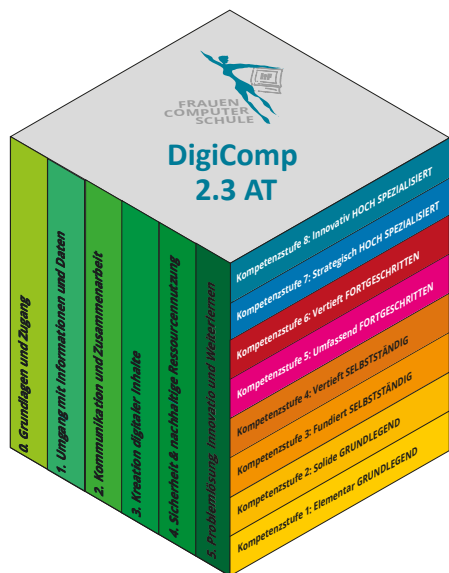 FRAUEN
COMPUTER
SCHULE
DigiComp
2.3 AT
0. Grundlagen und Zugang
1. Umgang mit Informationen und Daten
2. Kommunikation und Zusammenarbeit
3. Kreation digitaler Inhalte
4. Sicherheit & nachhaltige Ressourcennutzung
5. Problemlösung, Innovatio und Weiterlernen
Kompetenzstufe 8: Innovativ HOCH SPEZIALISIERT
Kompetenzstufe 7: Strategisch HOCH SPEZIALISIERT
Kompetenzstufe 6: Vertieft FORTGESCHRITTEN
Kompetenzstufe 5: Umfassend FORTGESCHRITTEN
Kompetenzstufe 4: Vertieft SELBSTSTÄNDIG
Kompetenzstufe 3: Fundiert SELBSTSTÄNDIG
Kompetenzstufe 2: Solide GRUNDLEGEND
Kompetenzstufe 1: Elementar GRUNDLEGEND